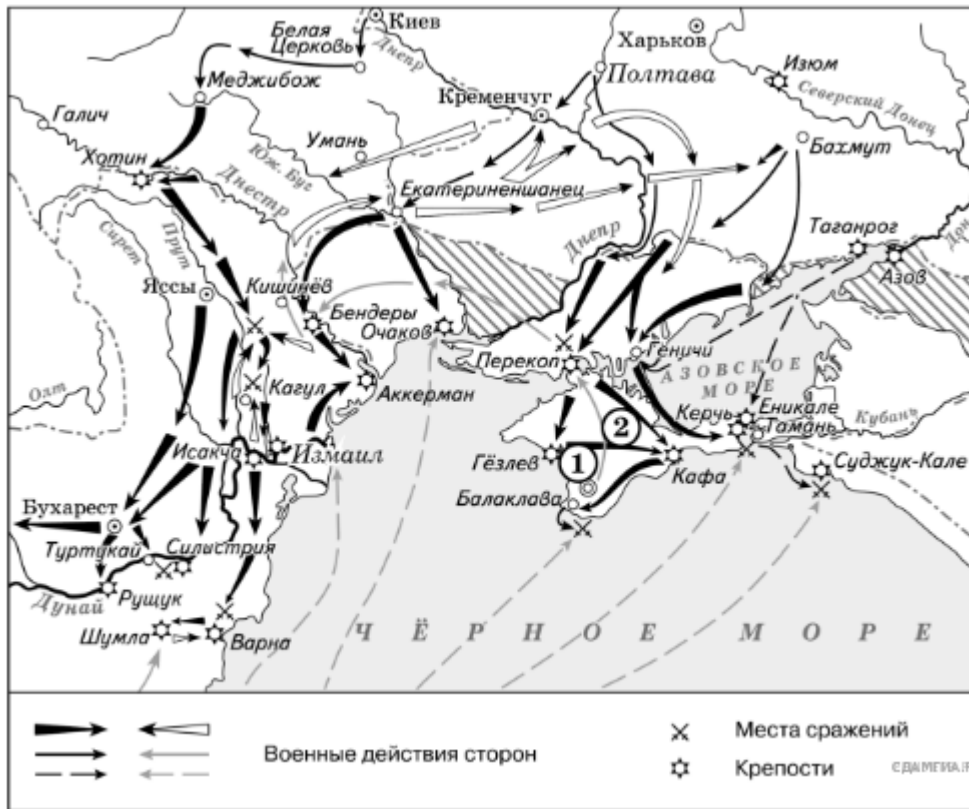 Киев
Белая
Церковь
Днепр
Харьков
Изюм
Полтава
Меджибож
Северский Донец
Галич
Кременчуг
Умань
Бахмут
Хотин
Юж. Буг
Днестр
Екатериненшанец
Таганрог
Дон
Сирет
Прут
Днепр
Азов
Яссы
Кишинёв
Бендеры
Очаков
Перекоп
Геничи
АЗОВСКОЕ
МОРЕ
Олт
Кагул
Аккерман
Керчь
Еникале
Тамань
Кубань
2
Исакча
Измаил
Гёзлев
1
Кафа
Суджук-Кале
Бухарест
Балаклава
Туртукай
Силистрия
Дунай
Рущук
Шумла
Варна
ЧЁРНОЕ МОРЕ
Военные действия сторон
Места сражений
Крепости